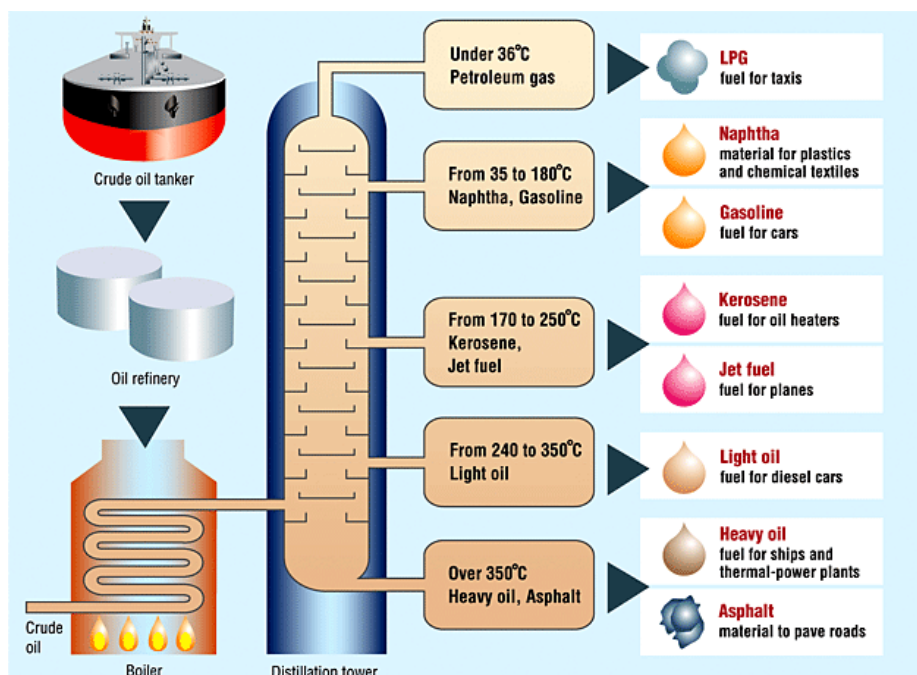 Crude oil tanker
Oil refinery
Crude
oil
Boiler
Distillation tower
Under 36°C
Petroleum gas
From 35 to 180°C
Naphtha, Gasoline
From 170 to 250°C
Kerosene,
Jet fuel
From 240 to 350°C
Light oil
Over 350°C
Heavy oil, Asphalt
LPG
fuel for taxis
Naphtha
material for plastics
and chemical textiles
Gasoline
fuel for cars
Kerosene
fuel for oil heaters
Jet fuel
fuel for planes
Light oil
fuel for diesel cars
Heavy oil
fuel for ships and
thermal-power plants
Asphalt
material to pave roads